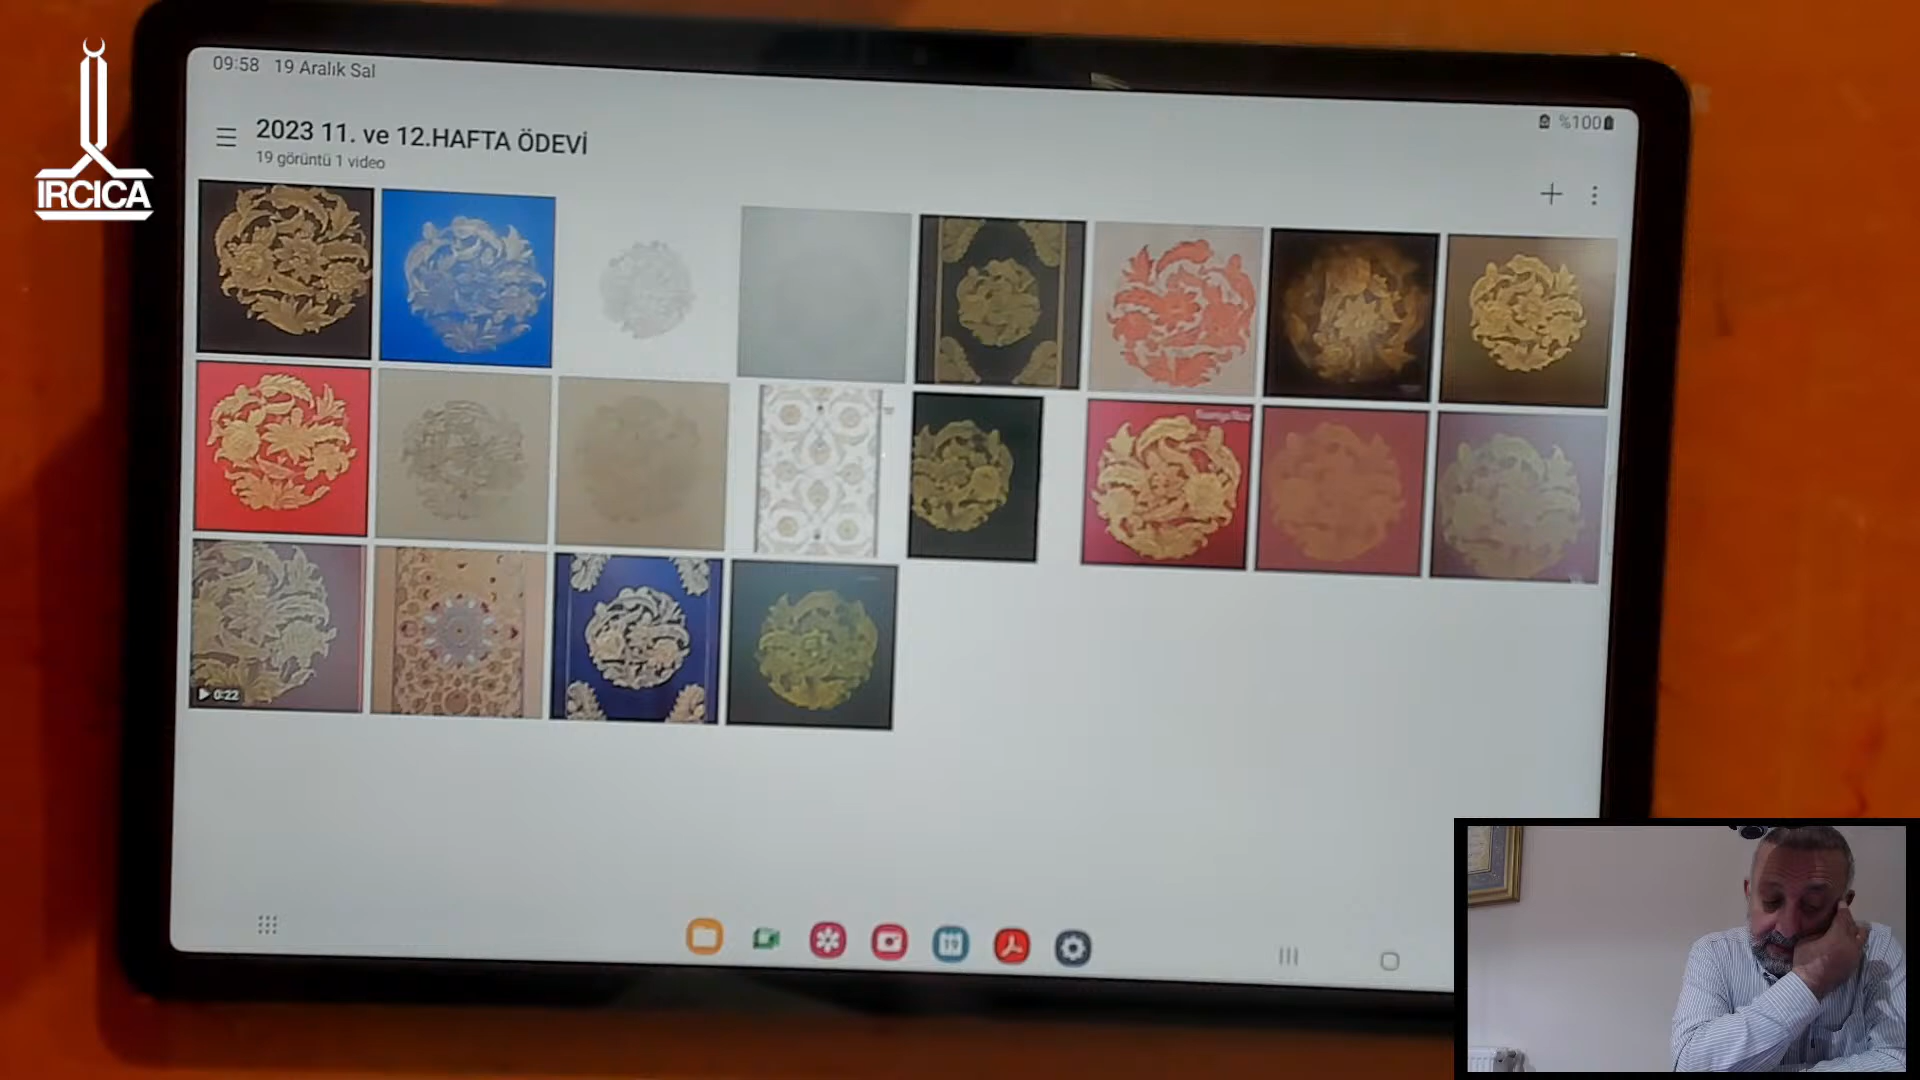 IRCICA
09:58 19 Aralık Sal
%100
2023 11. ve 12.HAFTA ÖDEVİ
19 görüntü 1 video
0:22
19